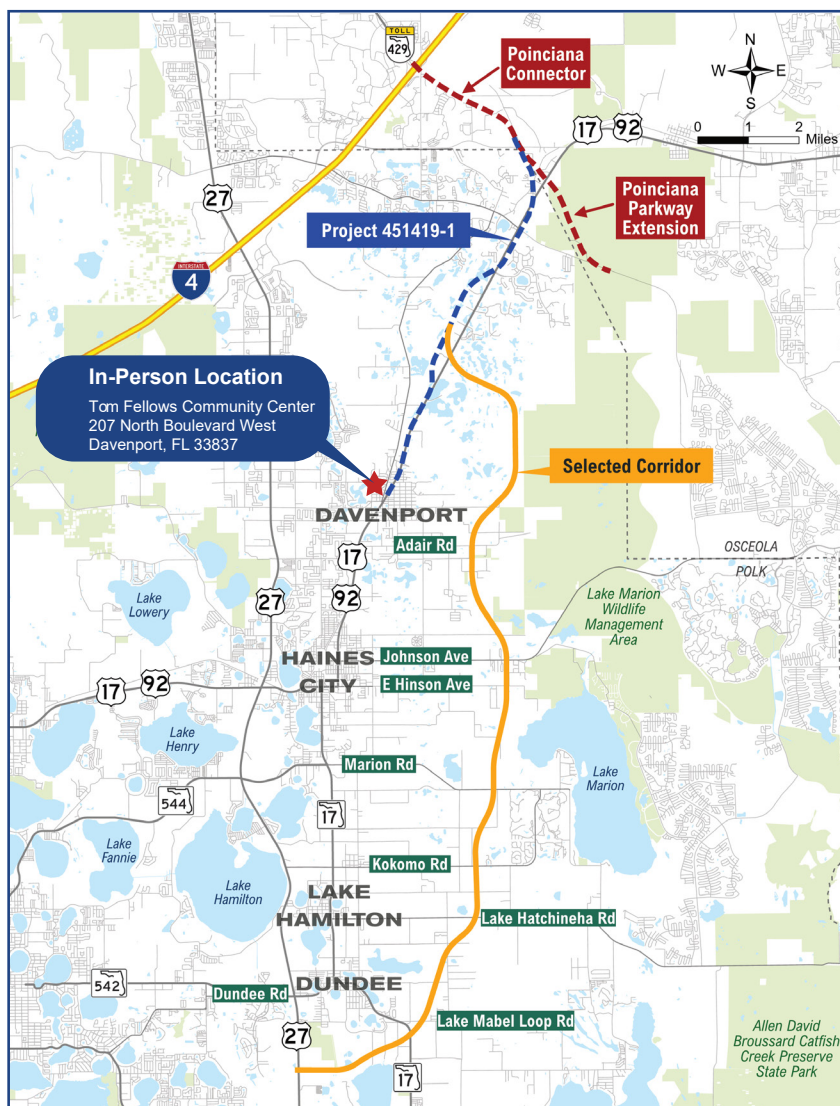 TOLL
429
Poinciana
Connector
N
W
E
S
17
92
0
1
2
Miles
27
Project 451419-1
Poinciana
Parkway
Extension
INTERSTATE
4
In-Person Location
Tom Fellows Community Center
207 North Boulevard West
Davenport, FL 33837
Selected Corridor
DAVENPORT
17
Adair Rd
OSCEOLA
POLK
92
27
Lake
Lowery
Lake Marion
Wildlife
Management
Area
HAINES
CITY
Johnson Ave
E Hinson Ave
17
92
Lake
Henry
Marion Rd
Lake
Marion
544
17
Lake
Fannie
Kokomo Rd
Lake
Hamilton
LAKE
HAMILTON
Lake Hatchineha Rd
542
Dundee Rd
DUNDEE
Lake Mabel Loop Rd
27
17
Allen David
Broussard Catfish
Creek Preserve
State Park